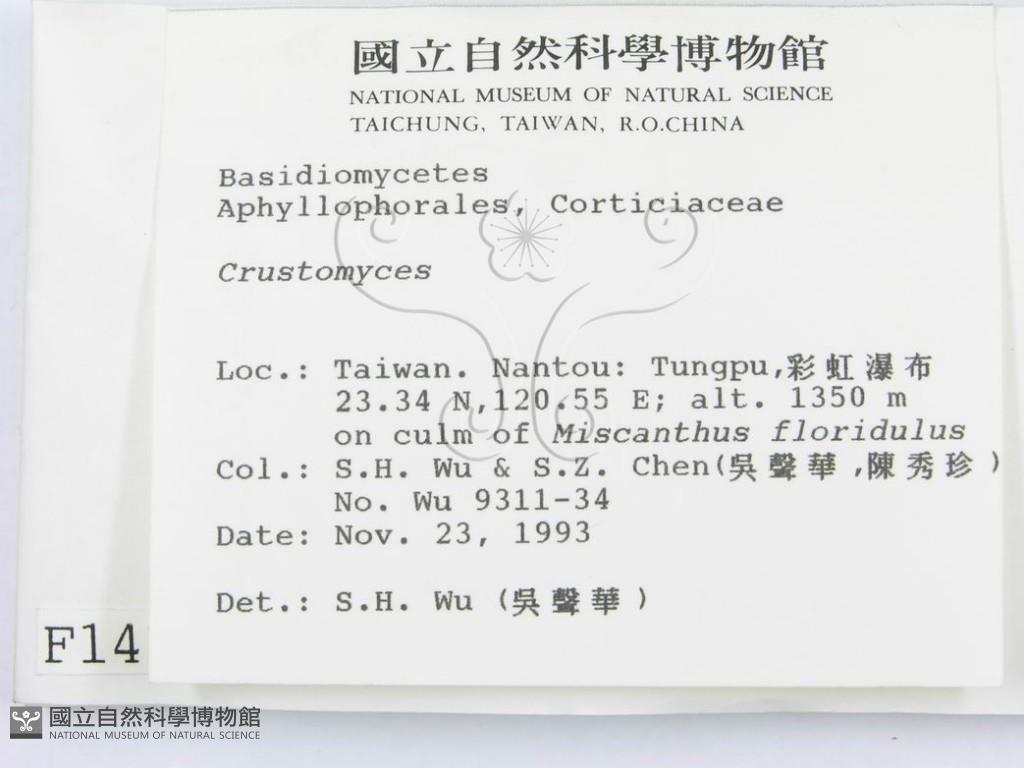 國立自然科學博物館
NATIONAL MUSEUM OF NATURAL SCIENCE
TAICHUNG, TAIWAN, R.O.CHINA
Basidiomycetes
Aphyllophorales, Corticiaceae
Crustomyces
Loc.: Taiwan. Nantou: Tungpu,彩虹瀑布
23.34 N,120.55 E; alt. 1350 m
on culm of Miscanthus floridulus
Col.: S.H. Wu & S.Z. Chen(吳聲華,陳秀珍)
No. Wu 9311-34
Date: Nov. 23, 1993
Det.: S.H. Wu (吳聲華)
F14
國立自然科學博物館
NATIONAL MUSEUM OF NATURAL SCIENCE